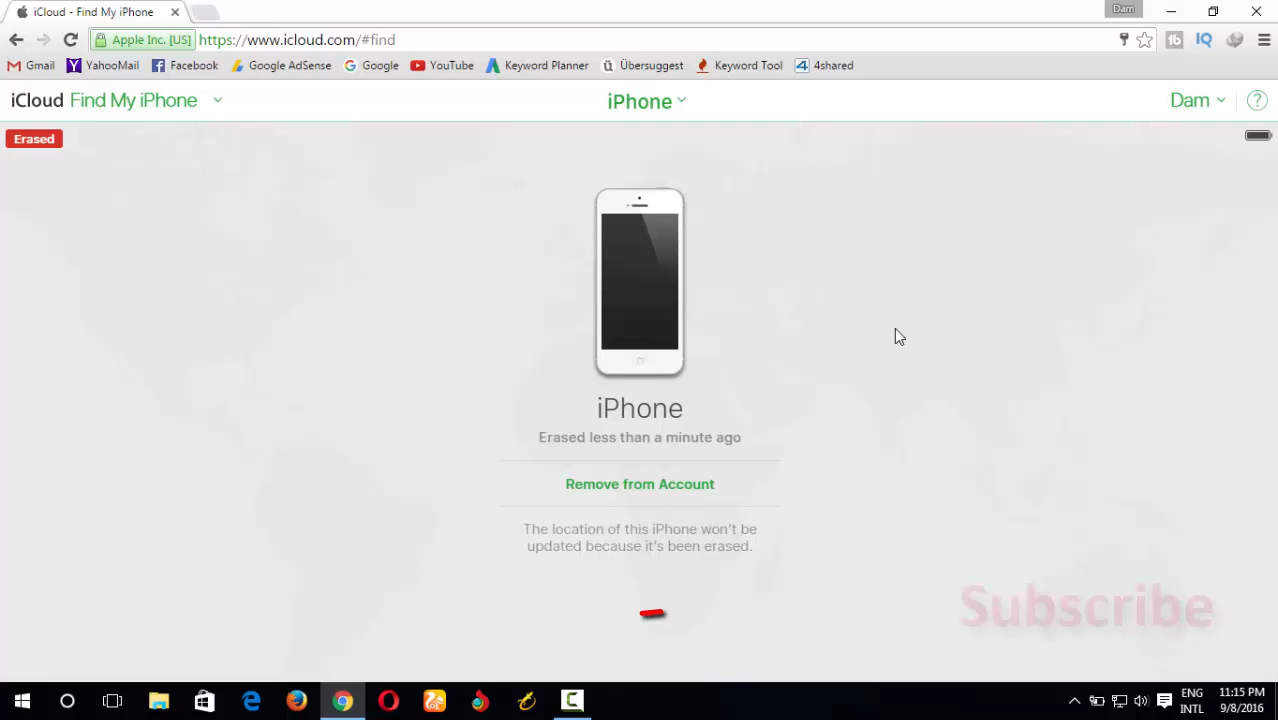 iCloud - Find My iPhone
Dam
Apple Inc. [US] https://www.icloud.com/#find
Gmail YahooMail Facebook Google AdSense Google YouTube Keyword Planner Übersuggest Keyword Tool 4shared
iCloud Find My iPhone iPhone Dam ?
Erased
iPhone
Erased less than a minute ago
Remove from Account
The location of this iPhone won't be
updated because it's been erased.
Subscribe
ENG 11:15 PM
INTL 9/8/2016